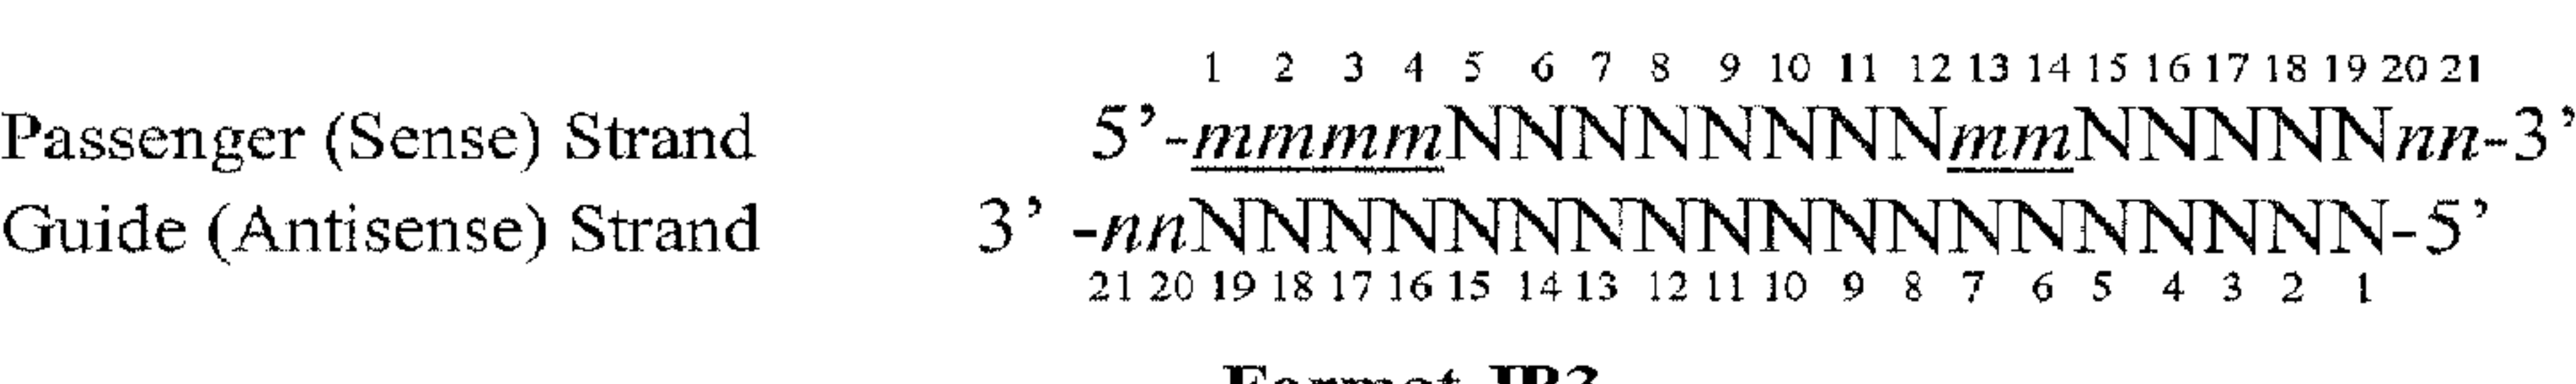 1 2 3 4 5 6 7 8 9 10 11 12 13 14 15 16 17 18 19 20 21
Passenger (Sense) Strand 5’-mmmmNNNNNNNNmmNNNNNnn-3’
Guide (Antisense) Strand 3’ -nnNNNNNNNNNNNNNNNNNNN-5’
21 20 19 18 17 16 15 14 13 12 11 10 9 8 7 6 5 4 3 2 1
Format